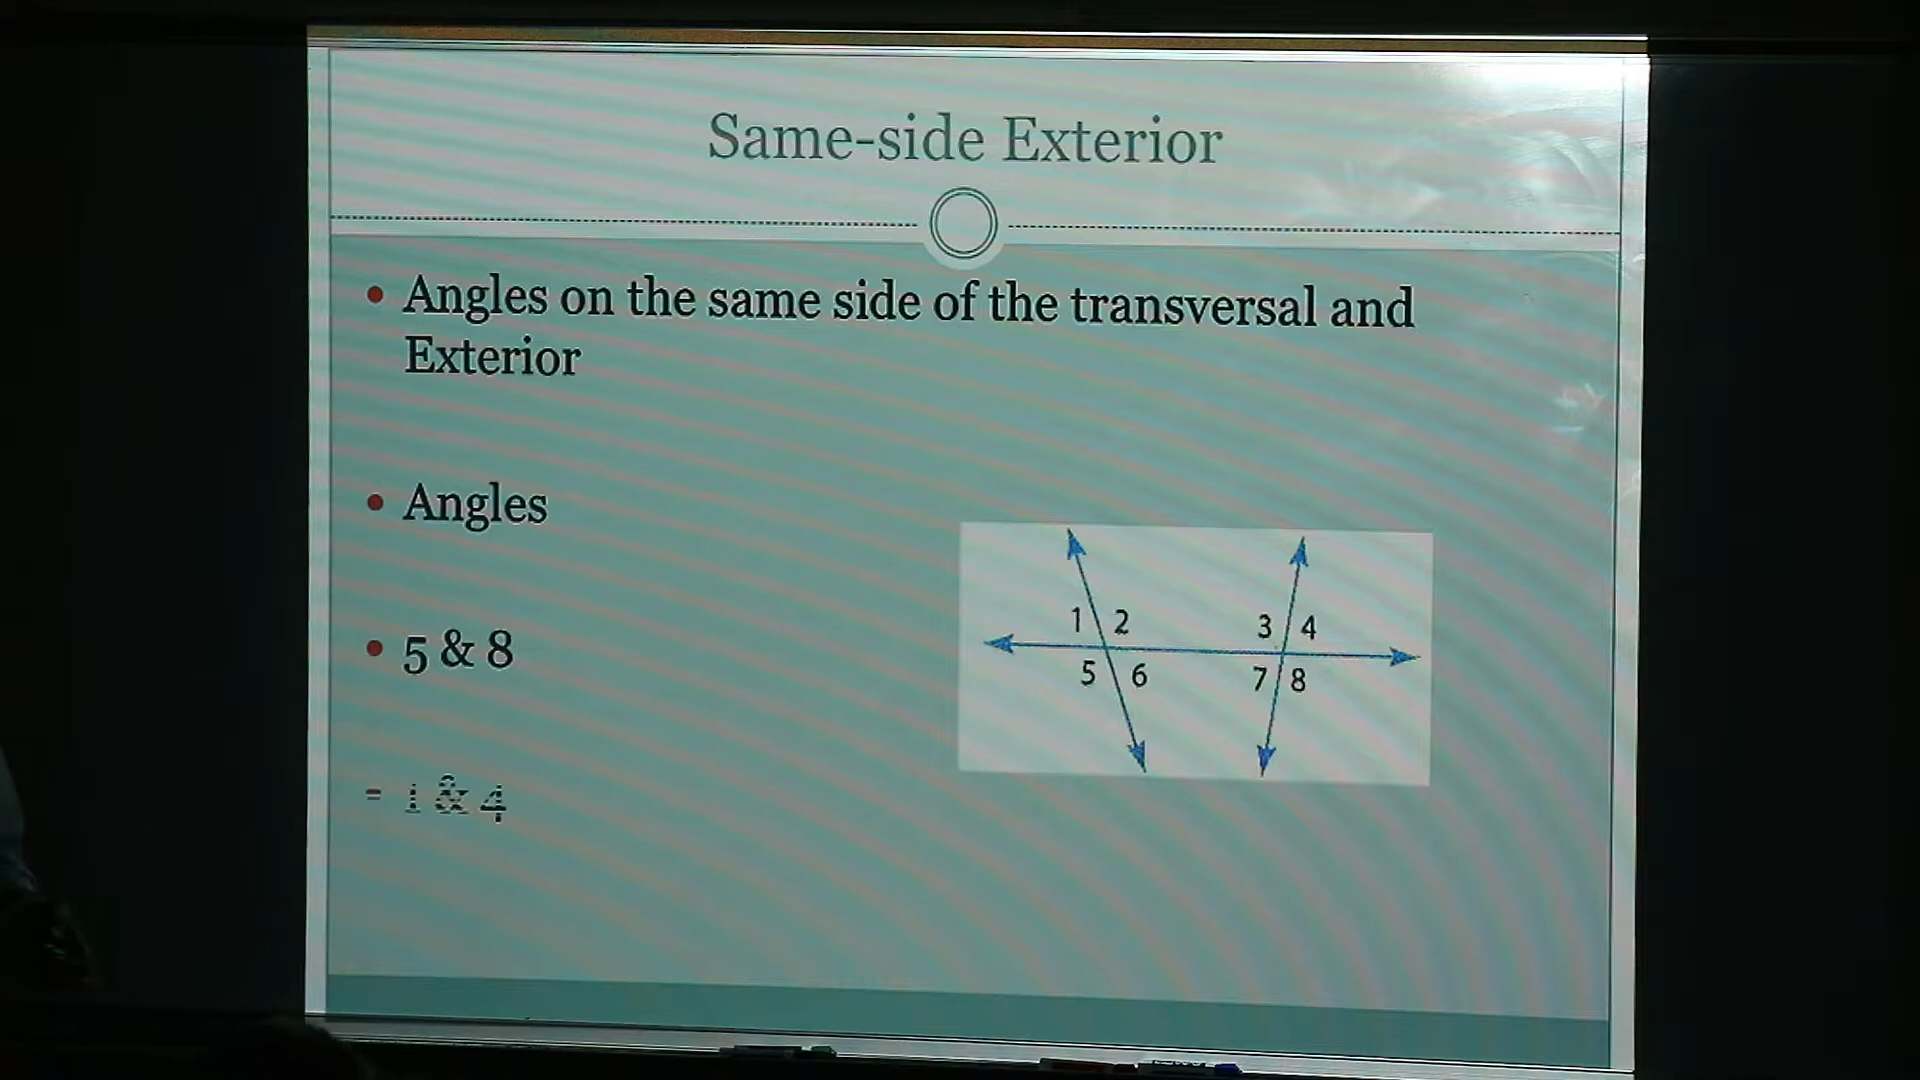 Same-side Exterior
• Angles on the same side of the transversal and
Exterior
• Angles
• 5 & 8
1 & 4
1 2 3 4
5 6 7 8